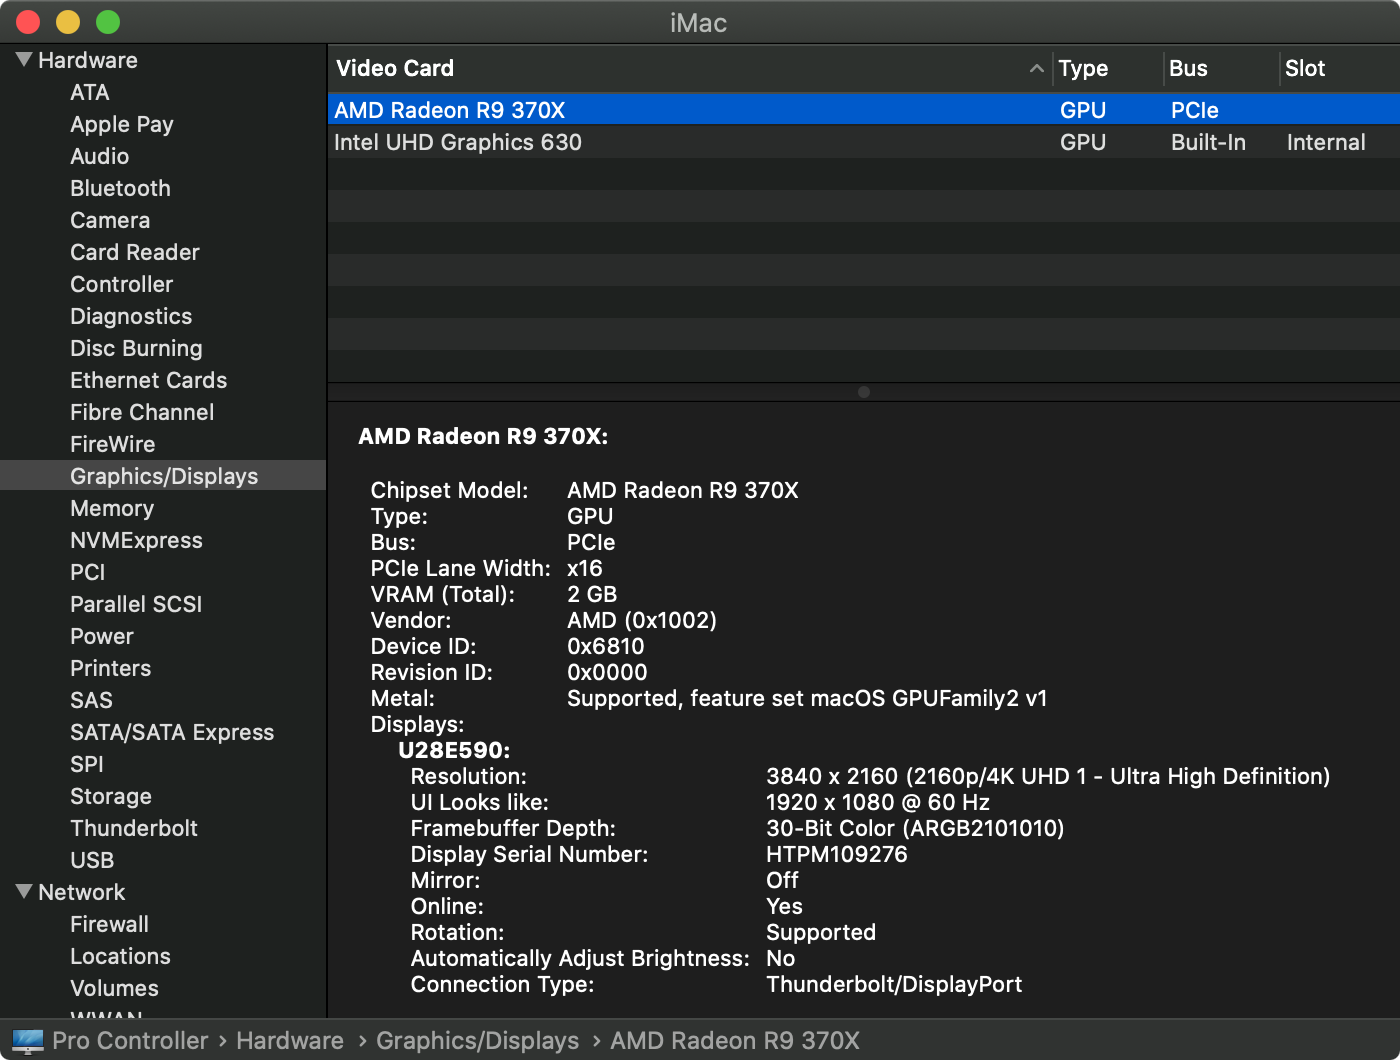 iMac
Hardware
ATA
Apple Pay
Audio
Bluetooth
Camera
Card Reader
Controller
Diagnostics
Disc Burning
Ethernet Cards
Fibre Channel
FireWire
Graphics/Displays
Memory
NVMExpress
PCI
Parallel SCSI
Power
Printers
SAS
SATA/SATA Express
SPI
Storage
Thunderbolt
USB
Network
Firewall
Locations
Volumes
WWAN
Video Card Type Bus Slot
AMD Radeon R9 370X GPU PCIe
Intel UHD Graphics 630 GPU Built-In Internal
AMD Radeon R9 370X:
Chipset Model: AMD Radeon R9 370X
Type: GPU
Bus: PCIe
PCIe Lane Width: x16
VRAM (Total): 2 GB
Vendor: AMD (0x1002)
Device ID: 0x6810
Revision ID: 0x0000
Metal: Supported, feature set macOS GPUFamily2 v1
Displays:
U28E590:
Resolution: 3840 x 2160 (2160p/4K UHD 1 - Ultra High Definition)
UI Looks like: 1920 x 1080 @ 60 Hz
Framebuffer Depth: 30-Bit Color (ARGB2101010)
Display Serial Number: HTPM109276
Mirror: Off
Online: Yes
Rotation: Supported
Automatically Adjust Brightness: No
Connection Type: Thunderbolt/DisplayPort
Pro Controller › Hardware › Graphics/Displays › AMD Radeon R9 370X